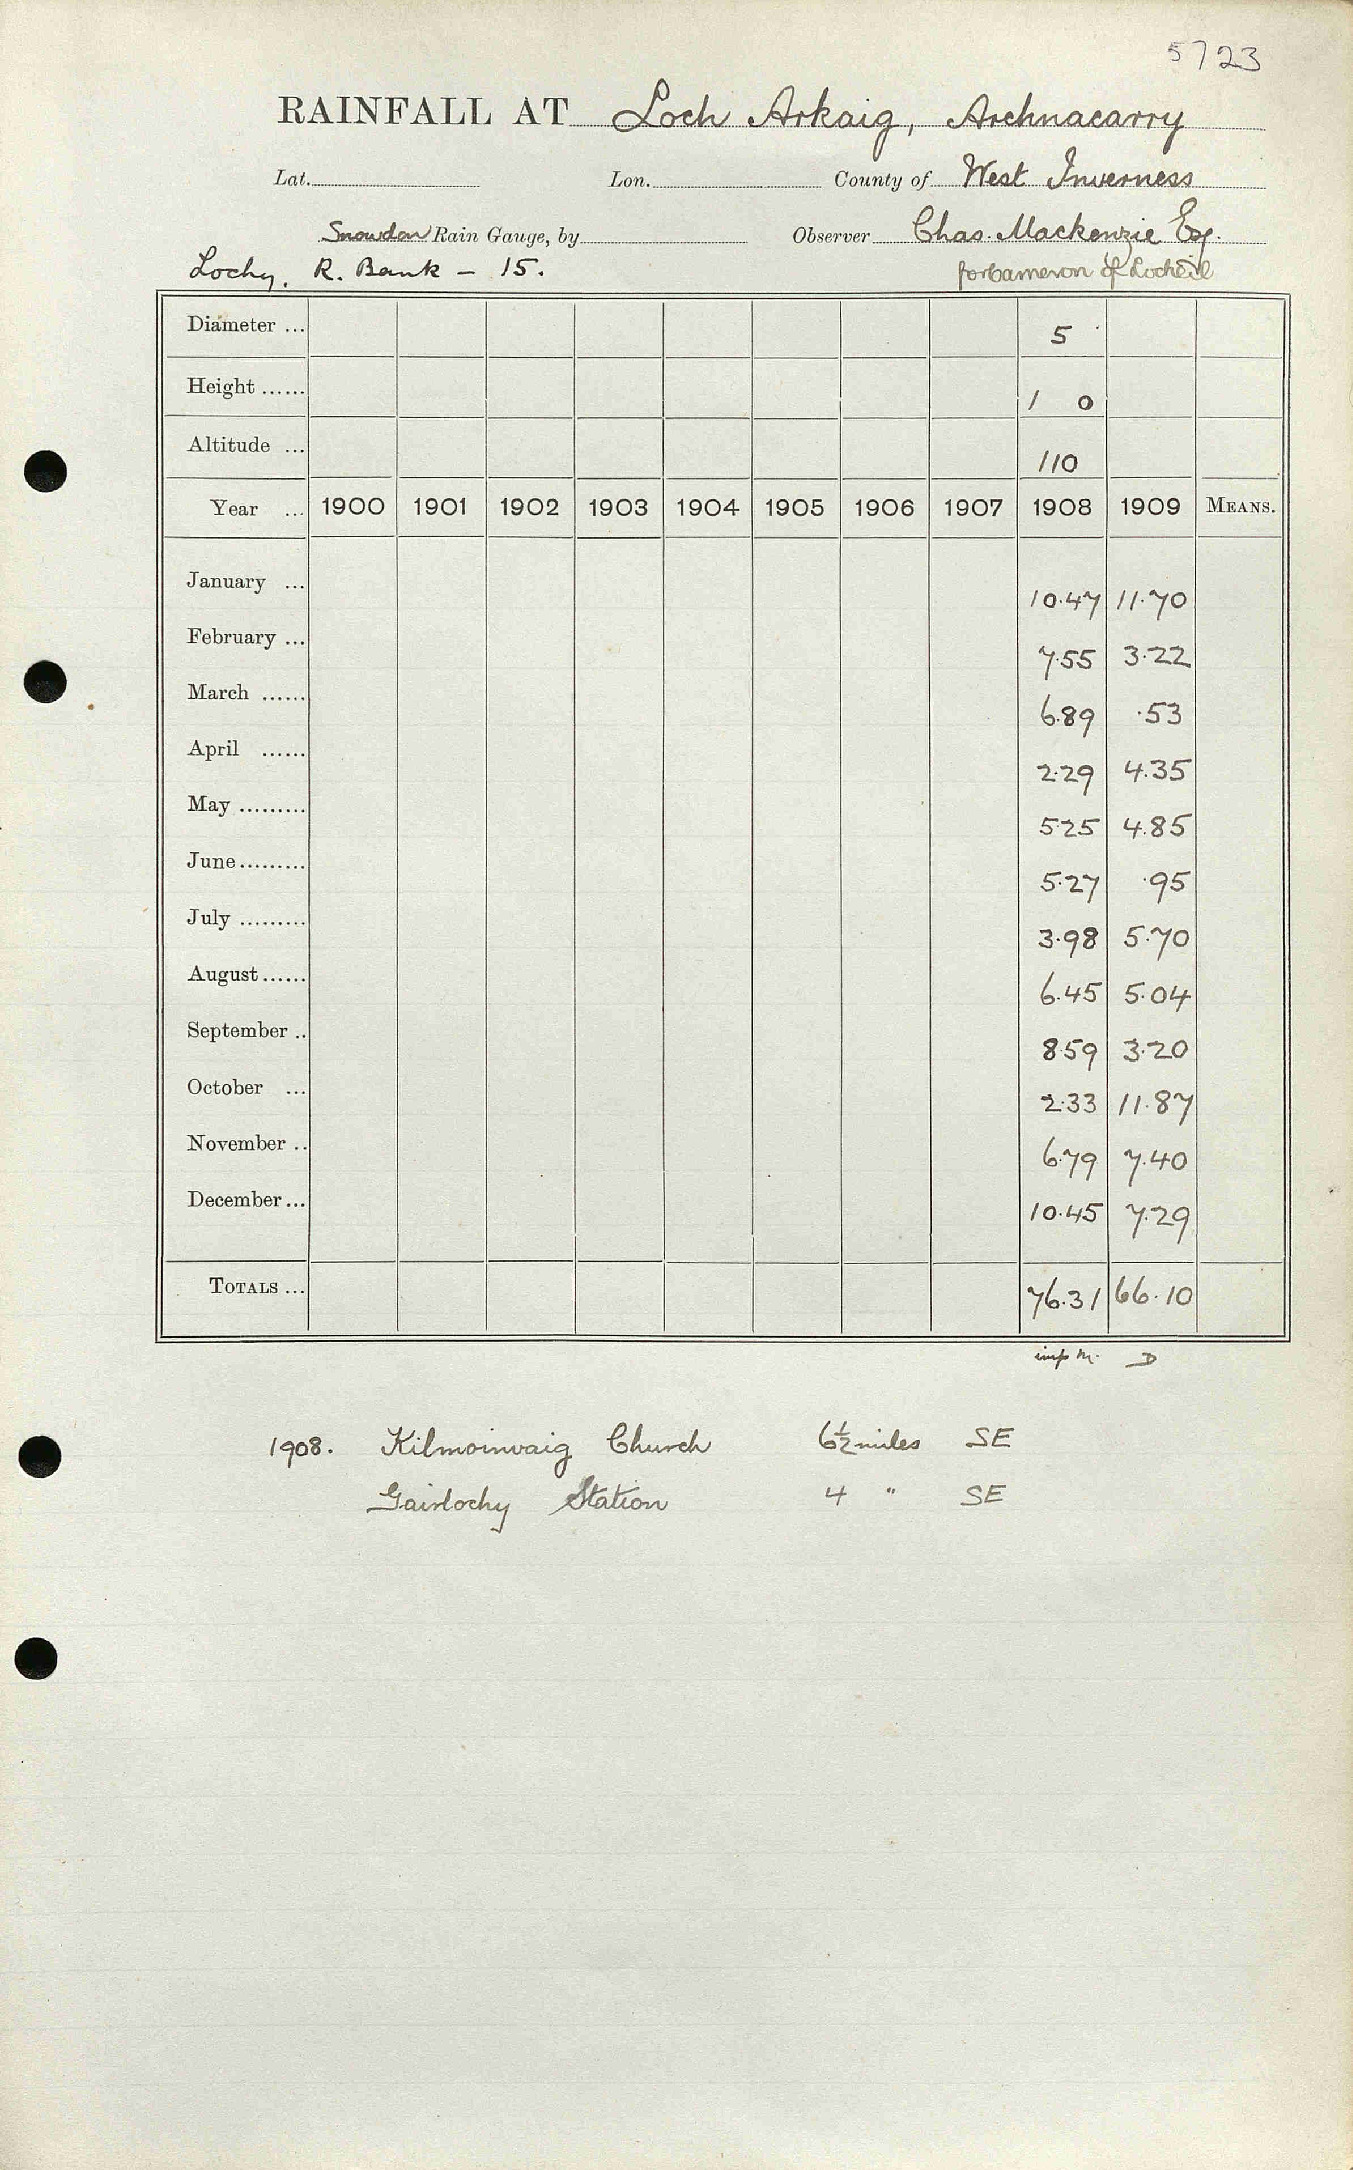 5723
RAINFALL AT Loch Arkaig, Archnacarry
Lat. Lon. County of West Inverness
Snowdon Rain Gauge, by Observer Chas. Mackenzie Esq.
Lochy. R. Bank – 15. for Cameron of Locheil
Diameter ... 5
Height ...... 1 0
Altitude ... 110
Year ... 1900 1901 1902 1903 1904 1905 1906 1907 1908 1909 MEANS.
January ... 10.47 11.70
February ... 7.55 3.22
March ...... 6.89 .53
April ...... 2.29 4.35
May ......... 5.25 4.85
June......... 5.27 .95
July ......... 3.98 5.70
August...... 6.45 5.04
September .. 8.59 3.20
October ... 2.33 11.87
November .. 6.79 7.40
December... 10.45 7.29
TOTALS ... 76.31 66.10
imp M. D
1908. Kilmoinvaig Church 6½ miles SE
Gairlochy Station 4 " SE